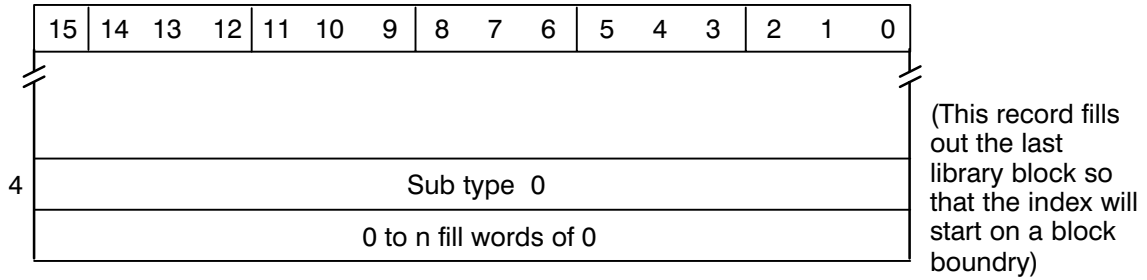 15 14 13 12 11 10 9 8 7 6 5 4 3 2 1 0
(This record fills
out the last
library block so
that the index will
start on a block
boundry)
4 Sub type 0
0 to n fill words of 0